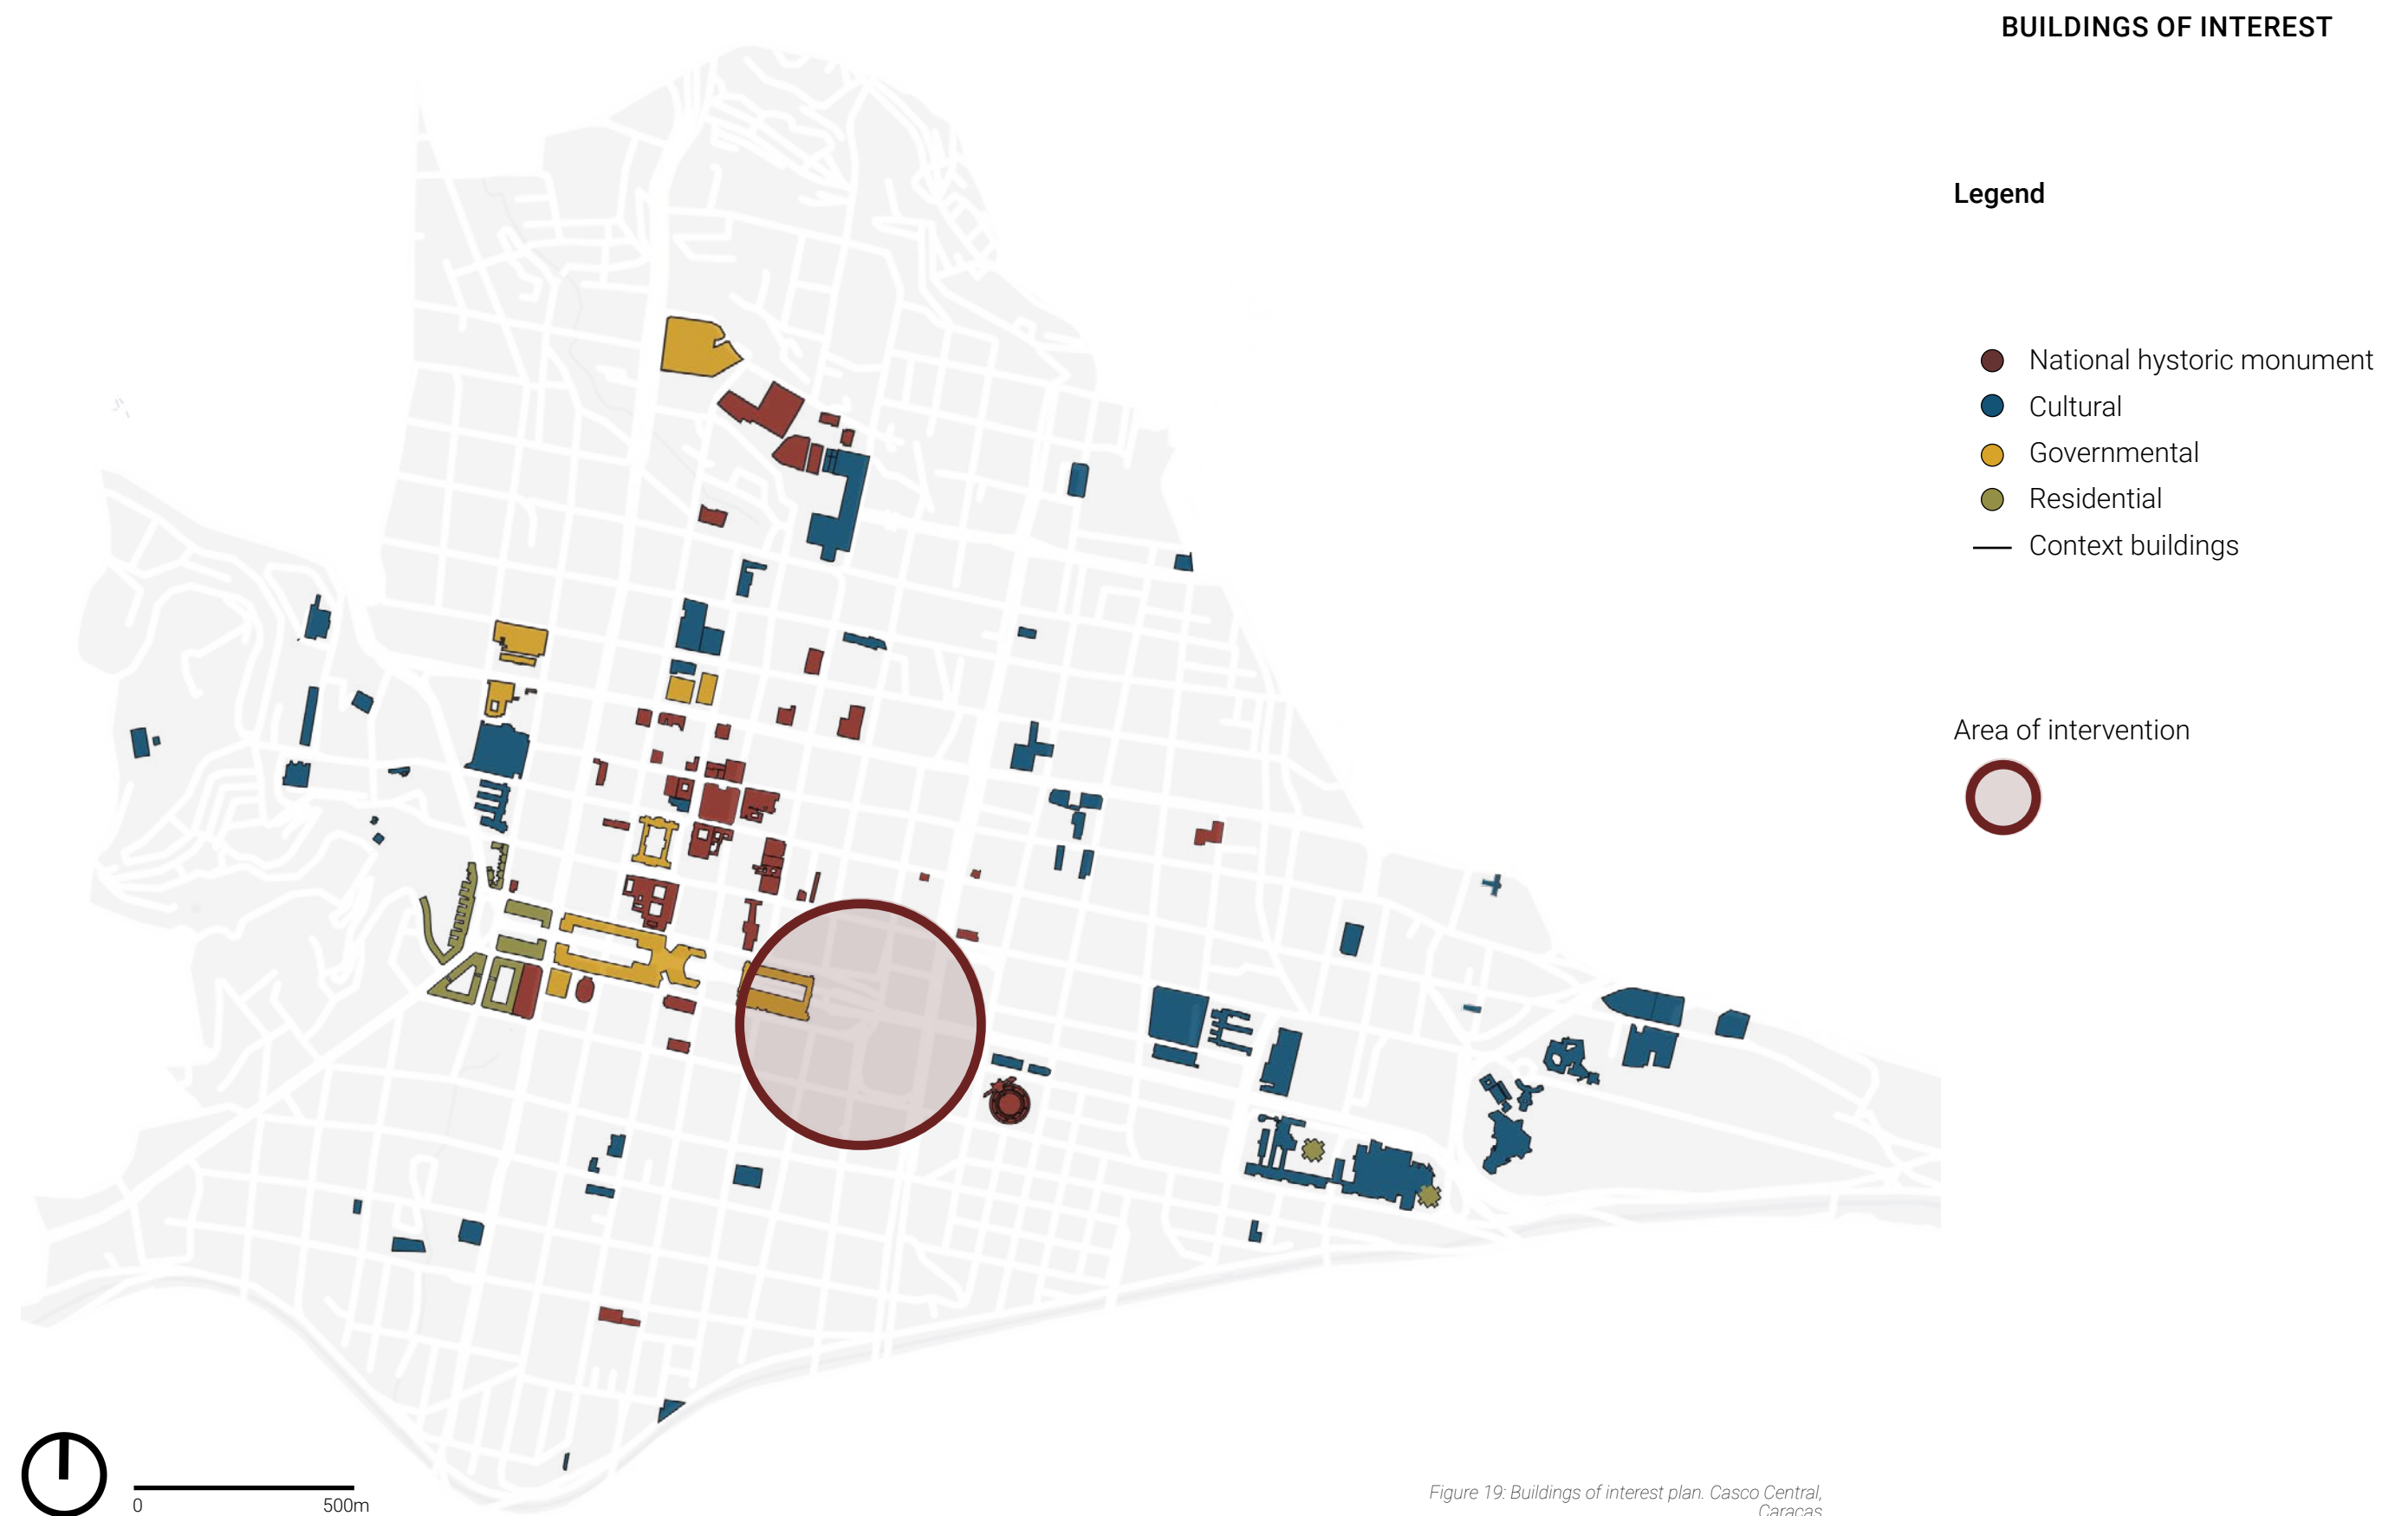 BUILDINGS OF INTEREST
Legend
National hystoric monument
Cultural
Governmental
Residential
Context buildings
Area of intervention
0 500m
Figure 19: Buildings of interest plan. Casco Central,
Caracas